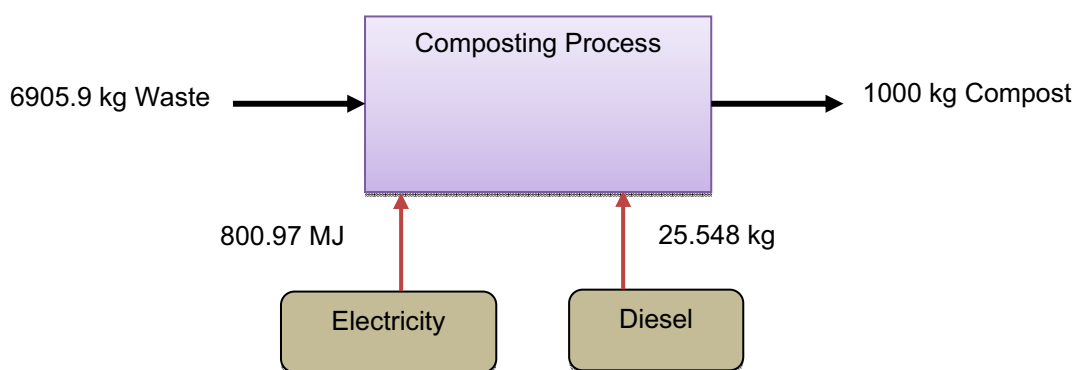 Composting Process
6905.9 kg Waste
1000 kg Compost
800.97 MJ
25.548 kg
Electricity
Diesel